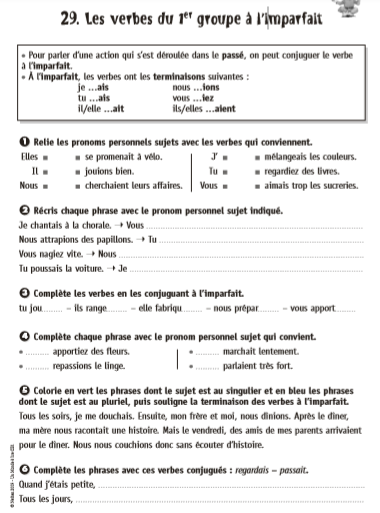 29. Les verbes du 1er groupe à l'imparfait
• Pour parler d'une action qui s'est déroulée dans le passé, on peut conjuguer le verbe
à l'imparfait.
• À l'imparfait, les verbes ont les terminaisons suivantes :
je ...ais nous ...ions
tu ...ais vous ...iez
il/elle ...ait ils/elles ...aient
1 Relie les pronoms personnels sujets avec les verbes qui conviennent.
Elles ▪ ▪ se promenait à vélo. J' ▪ ▪ mélangeais les couleurs.
Il ▪ ▪ jouions bien. Tu ▪ ▪ regardiez des livres.
Nous ▪ ▪ cherchaient leurs affaires. Vous ▪ ▪ aimais trop les sucreries.
2 Récris chaque phrase avec le pronom personnel sujet indiqué.
Je chantais à la chorale. → Vous ..........
Nous attrapions des papillons. → Tu ..........
Vous nagiez vite. → Nous ..........
Tu poussais la voiture. → Je ..........
3 Complète les verbes en les conjuguant à l'imparfait.
tu jou.......... – ils range.......... – elle fabriqu.......... – nous prépar.......... – vous apport..........
4 Complète chaque phrase avec le pronom personnel sujet qui convient.
• .......... apportiez des fleurs. • .......... marchait lentement.
• .......... repassions le linge. • .......... parlaient très fort.
5 Colorie en vert les phrases dont le sujet est au singulier et en bleu les phrases
dont le sujet est au pluriel, puis souligne la terminaison des verbes à l'imparfait.
Tous les soirs, je me douchais. Ensuite, mon frère et moi, nous dinions. Après le diner,
ma mère nous racontait une histoire. Mais le vendredi, des amis de mes parents arrivaient
pour le diner. Nous nous couchions donc sans écouter d'histoire.
6 Complète les phrases avec ces verbes conjugués : regardais – passait.
Quand j'étais petite, ..........
Tous les jours, ..........